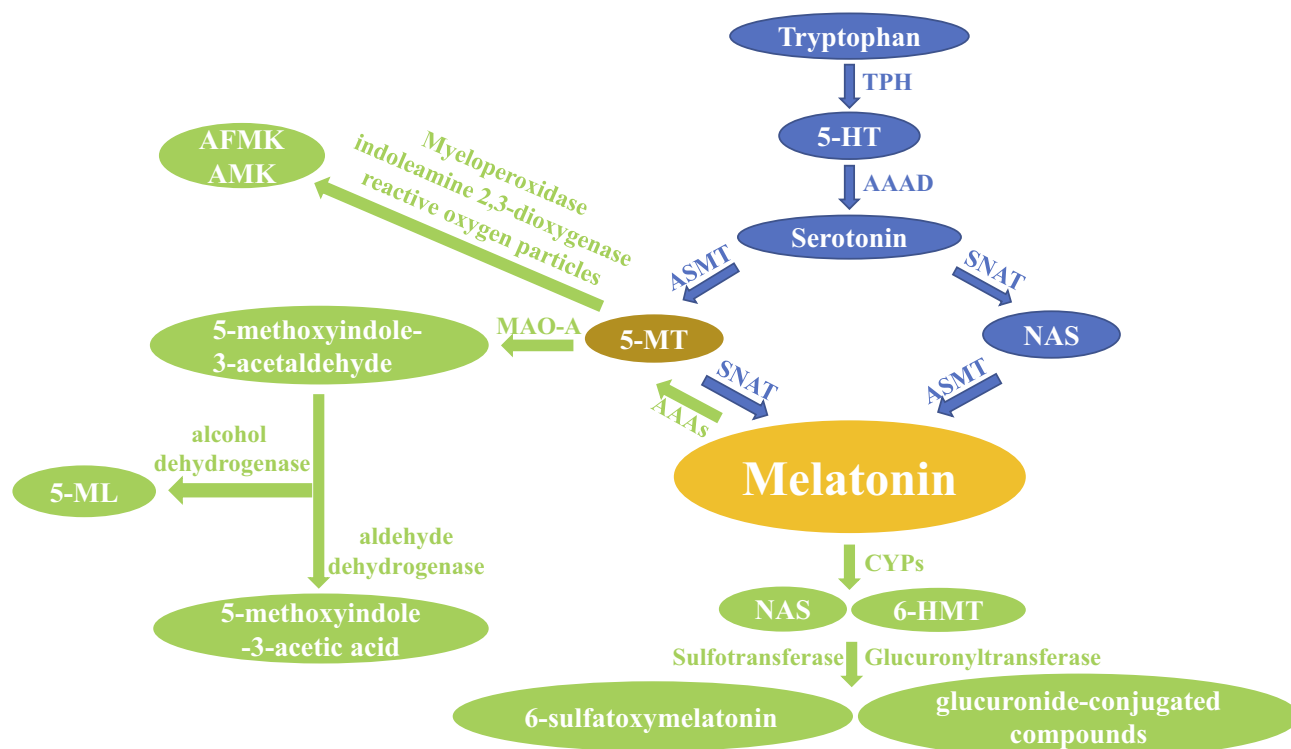 Tryptophan
TPH
5-HT
AAAD
Serotonin
ASMT
SNAT
AFMK
AMK
Myeloperoxidase
indoleamine 2,3-dioxygenase
reactive oxygen particles
5-methoxyindole-
3-acetaldehyde
MAO-A
5-MT
NAS
SNAT
AAAs
ASMT
Melatonin
alcohol
dehydrogenase
5-ML
aldehyde
dehydrogenase
5-methoxyindole
-3-acetic acid
CYPs
NAS
6-HMT
Sulfotransferase
Glucuronyltransferase
6-sulfatoxymelatonin
glucuronide-conjugated
compounds